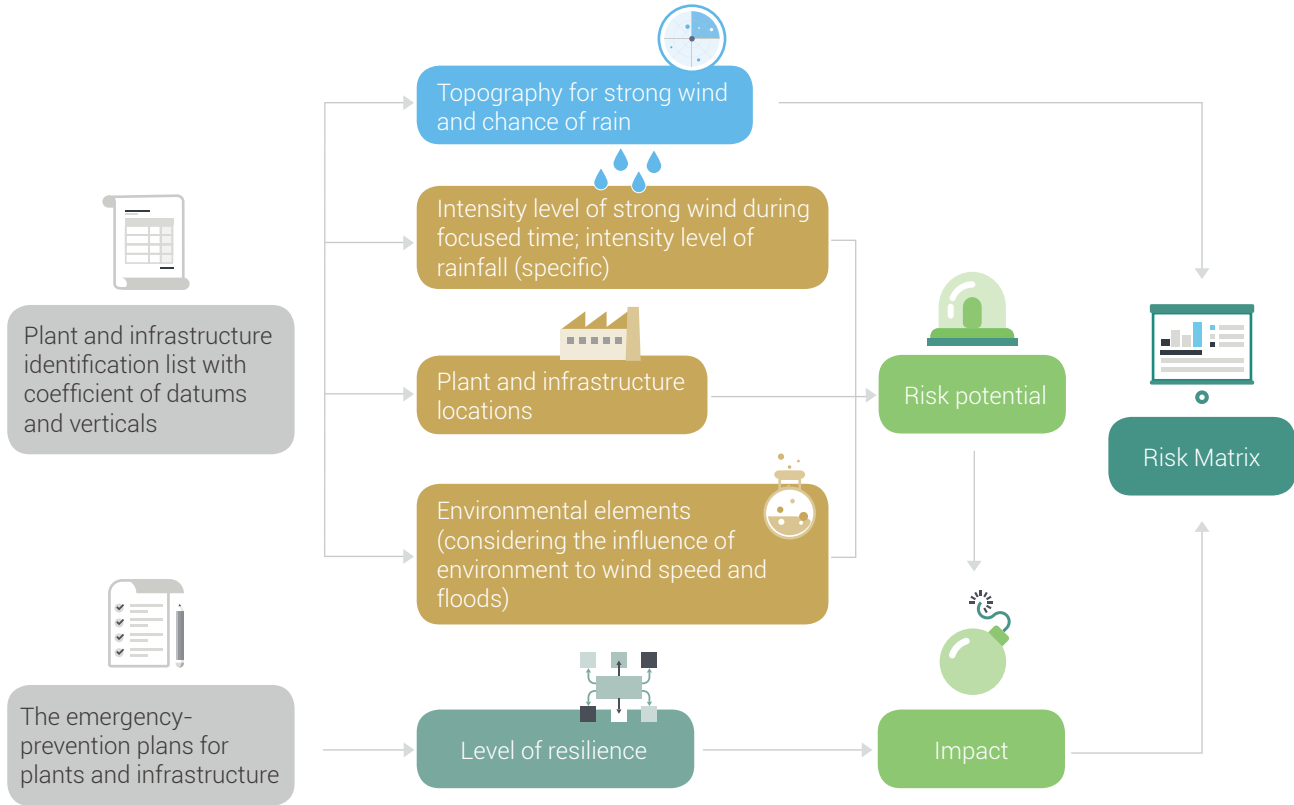 Topography for strong wind
and chance of rain
Intensity level of strong wind during
focused time; intensity level of
rainfall (specific)
Plant and infrastructure
identification list with
coefficient of datums
and verticals
Plant and infrastructure
locations
Risk potential
Risk Matrix
Environmental elements
(considering the influence of
environment to wind speed and
floods)
The emergency-
prevention plans for
plants and infrastructure
Level of resilience
Impact